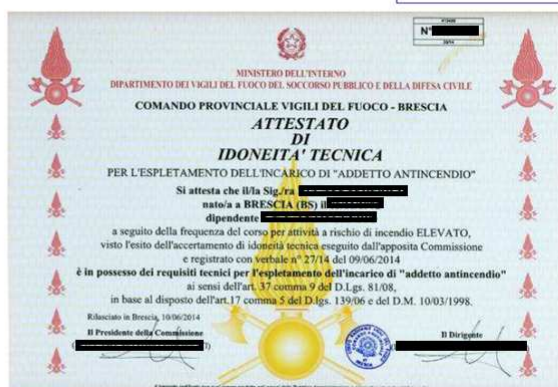 N°
MINISTERO DELL'INTERNO
DIPARTIMENTO DEI VIGILI DEL FUOCO DEL SOCCORSO PUBBLICO E DELLA DIFESA CIVILE
COMANDO PROVINCIALE VIGILI DEL FUOCO - BRESCIA
ATTESTATO
DI
IDONEITA' TECNICA
PER L'ESPLETAMENTO DELL'INCARICO DI "ADDETTO ANTINCENDIO"
Si attesta che il/la Sig./ra
nato/a a BRESCIA (BS) il
dipendente
a seguito della frequenza del corso per attività a rischio di incendio ELEVATO,
visto l'esito dell'accertamento di idoneità tecnica eseguito dall'apposita Commissione
e registrato con verbale n° 27/14 del 09/06/2014
è in possesso dei requisiti tecnici per l'espletamento dell'incarico di "addetto antincendio"
ai sensi dell'art. 37 comma 9 del D.Lgs. 81/08,
in base al disposto dell'art.17 comma 5 del D.lgs. 139/06 e del D.M. 10/03/1998.
Rilasciato in Brescia, 10/06/2014
Il Presidente della Commissione
Il Dirigente